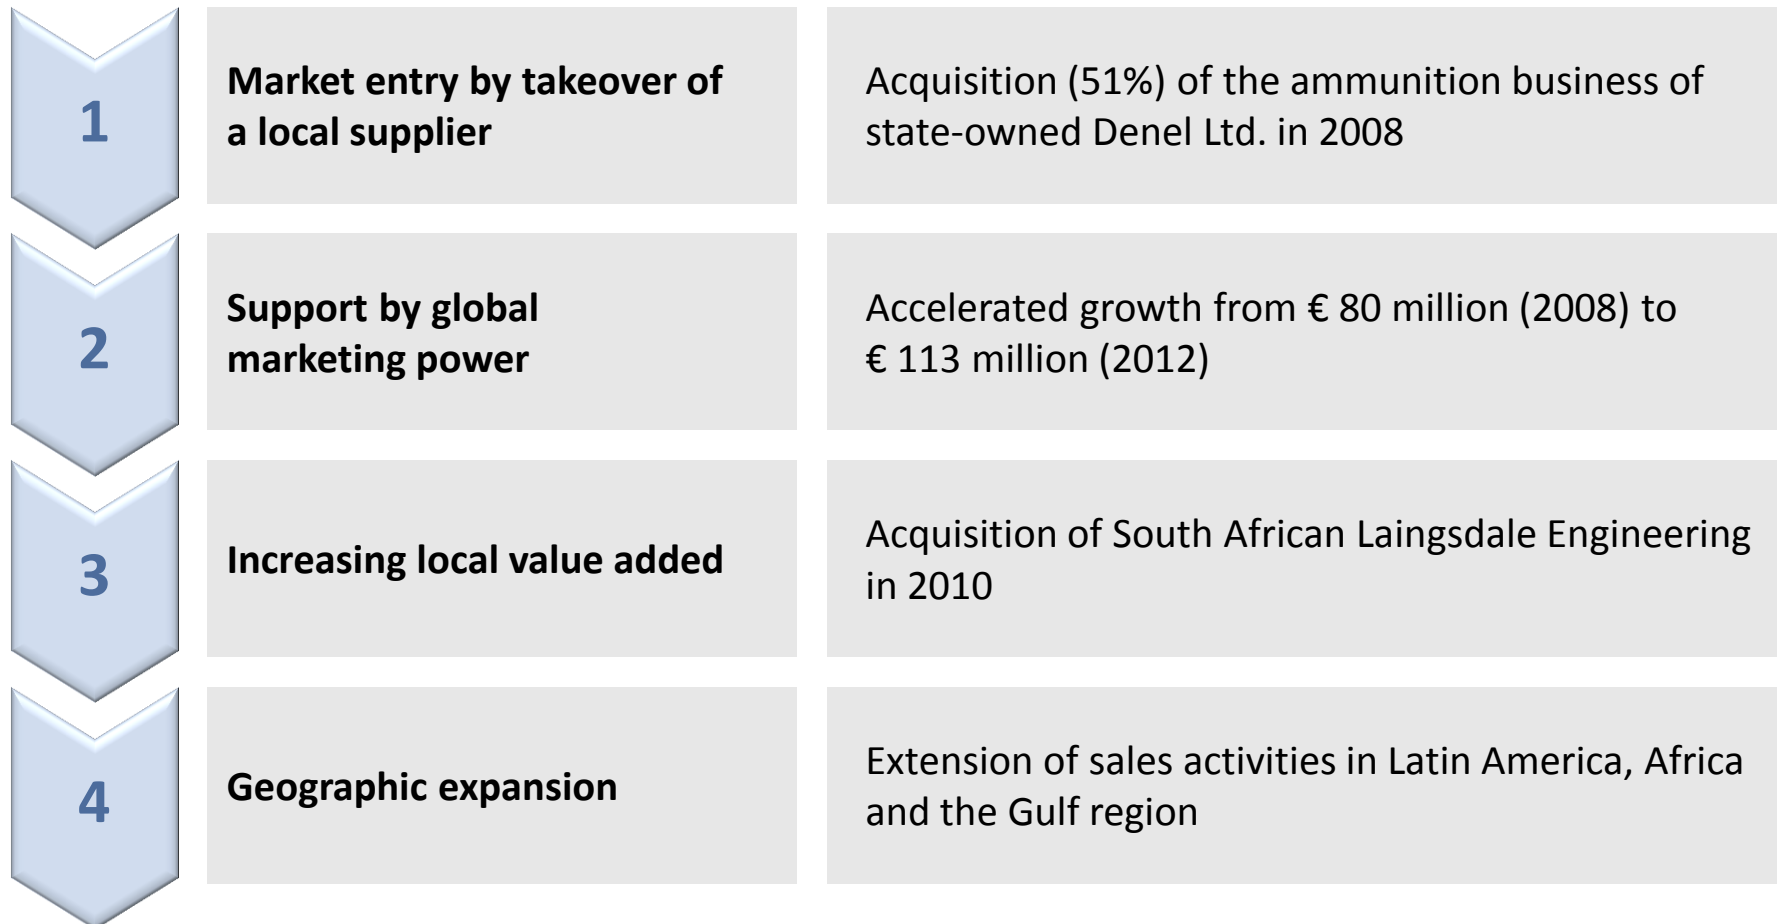 1
Market entry by takeover of
a local supplier
Acquisition (51%) of the ammunition business of
state-owned Denel Ltd. in 2008
2
Support by global
marketing power
Accelerated growth from € 80 million (2008) to
€ 113 million (2012)
3
Increasing local value added
Acquisition of South African Laingsdale Engineering
in 2010
4
Geographic expansion
Extension of sales activities in Latin America, Africa
and the Gulf region